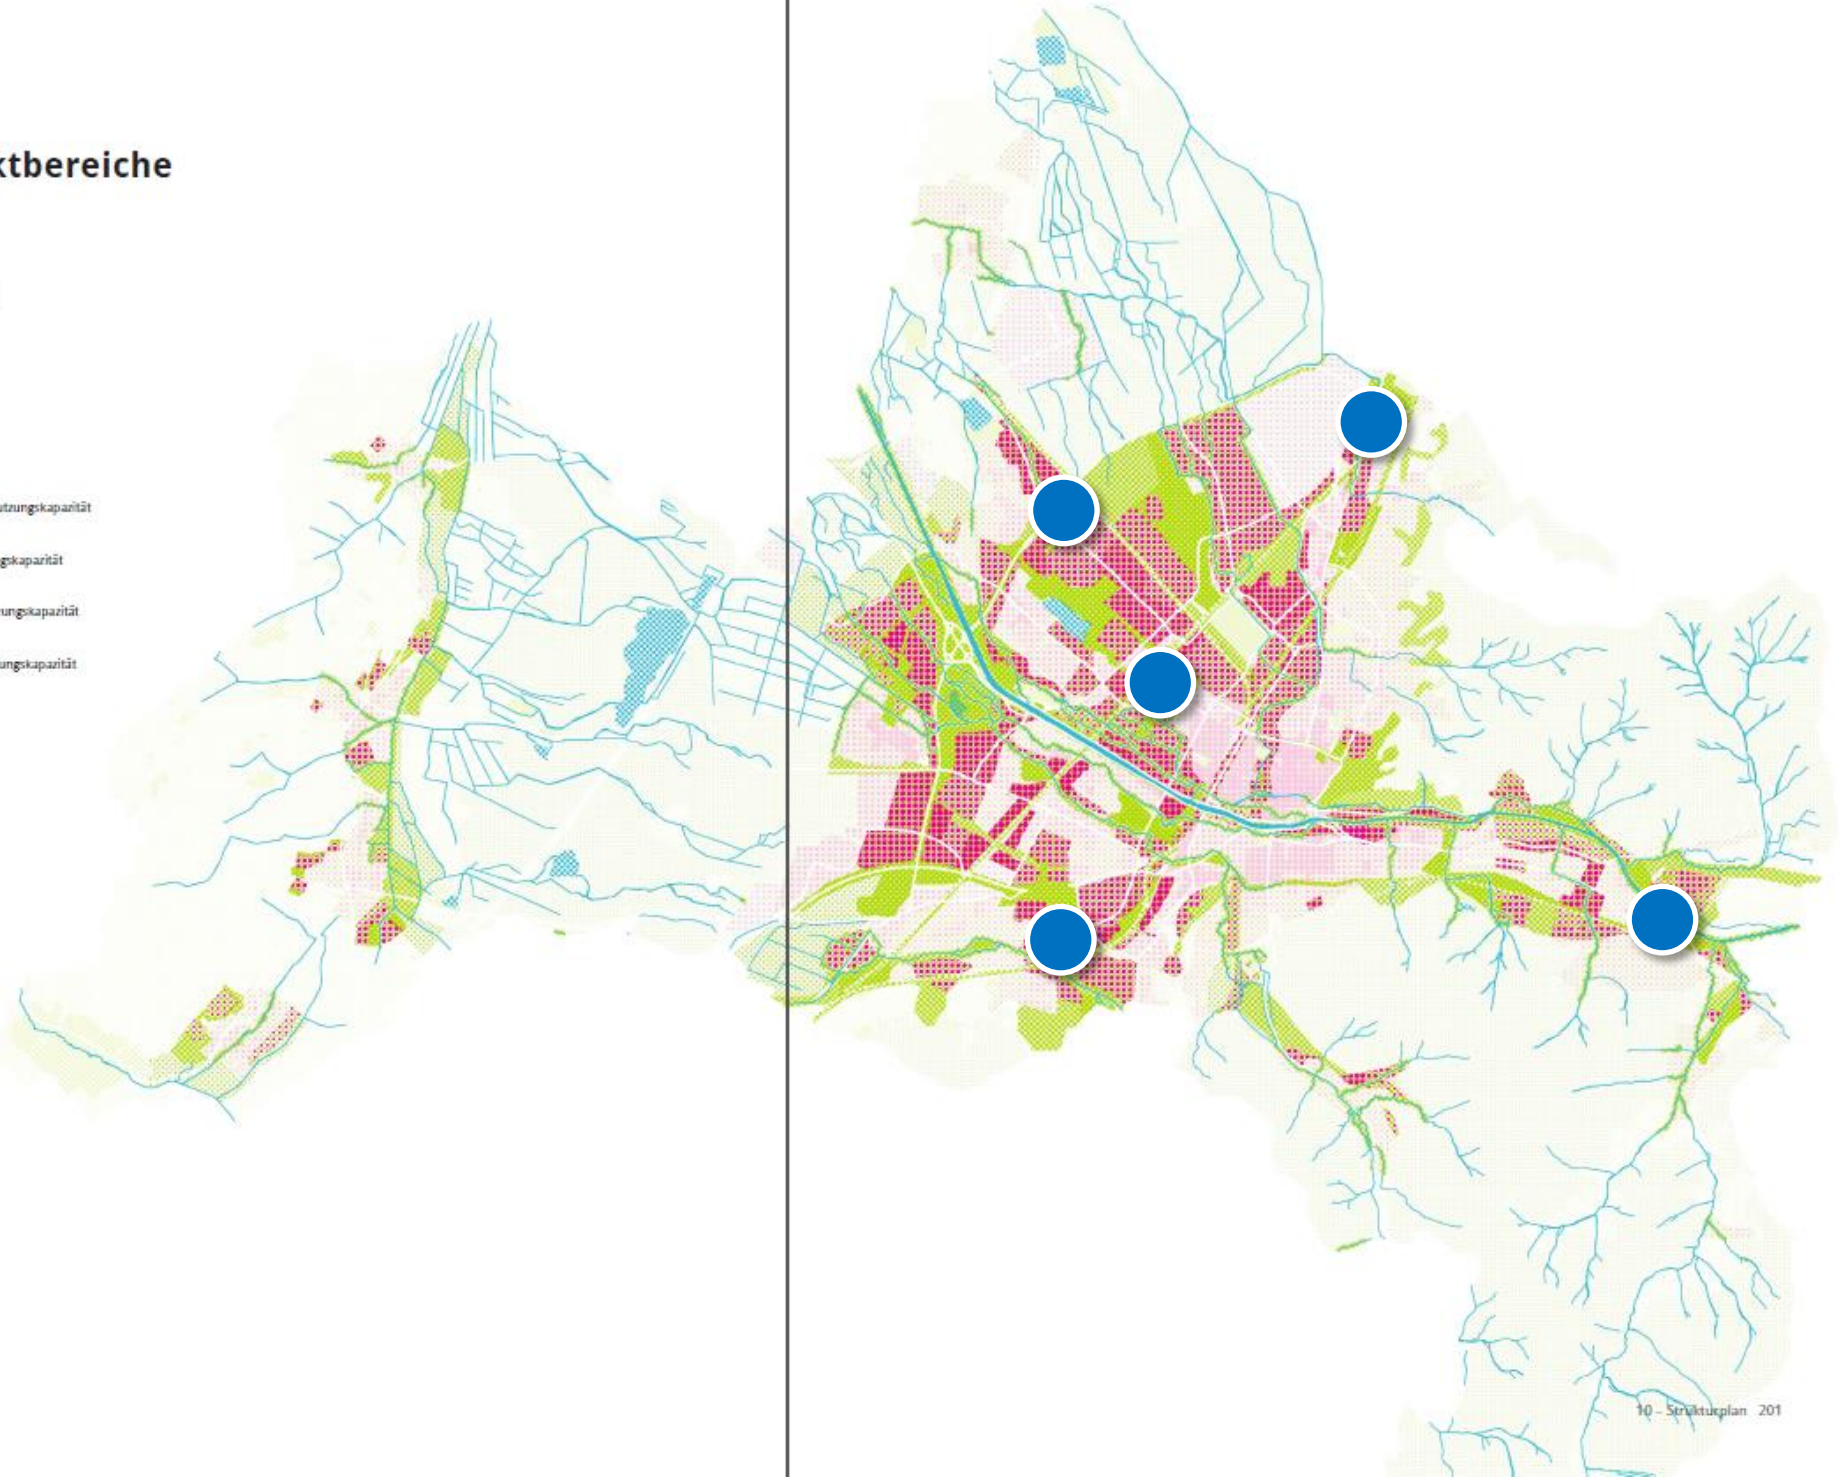 ktbereiche
utzungskapazität
gskapazität
ungskapazität
ungskapazität
10 – Strukturplan 201